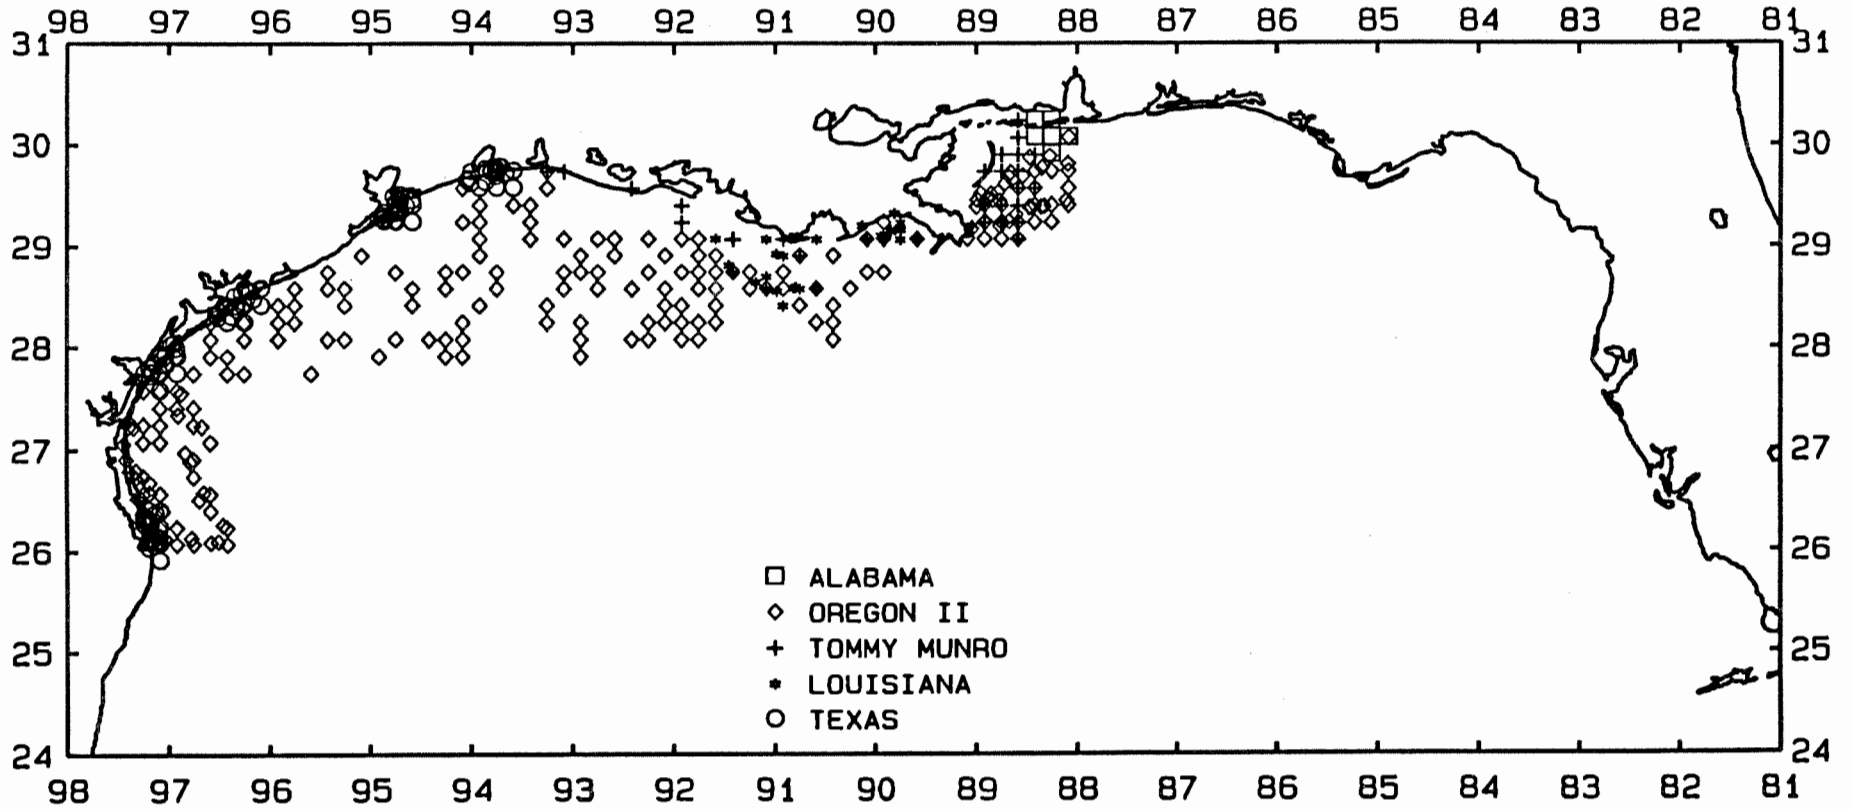 98 97 96 95 94 93 92 91 90 89 88 87 86 85 84 83 82 81
31 31
30 30
29 29
28 28
27 27
26 26
25 25
24 24
ALABAMA
OREGON II
TOMMY MUNRO
LOUISIANA
TEXAS
98 97 96 95 94 93 92 91 90 89 88 87 86 85 84 83 82 81